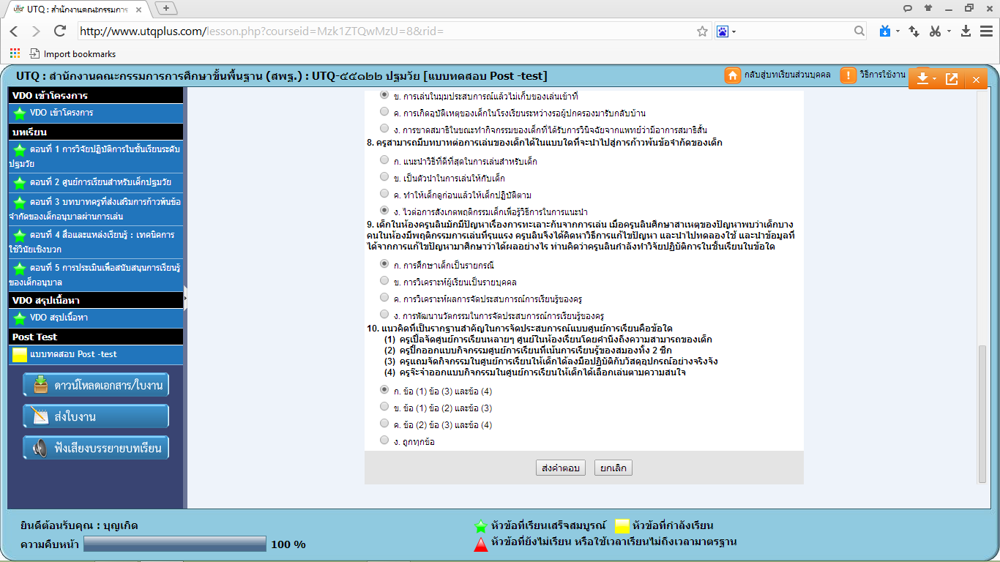 UTQ : สำนักงานคณะกรรมการ
http://www.utqplus.com/lesson.php?courseid=Mzk1ZTQwMzU=8&rid=
Import bookmarks
UTQ : สำนักงานคณะกรรมการการศึกษาขั้นพื้นฐาน (สพฐ.) : UTQ-๕๕๑๒๒ ปฐมวัย [แบบทดสอบ Post -test]
กลับสู่บทเรียนส่วนบุคคล
วิธีการใช้งาน
VDO เข้าโครงการ
VDO เข้าโครงการ
บทเรียน
ตอนที่ 1 การวิจัยปฏิบัติการในชั้นเรียนระดับ
ปฐมวัย
ตอนที่ 2 ศูนย์การเรียนสำหรับเด็กปฐมวัย
ตอนที่ 3 บทบาทครูที่ส่งเสริมการก้าวพ้นข้อ
จำกัดของเด็กอนุบาลผ่านการเล่น
ตอนที่ 4 สื่อและแหล่งเรียนรู้ : เทคนิคการ
ใช้วินัยเชิงบวก
ตอนที่ 5 การประเมินเพื่อสนับสนุนการเรียนรู้
ของเด็กอนุบาล
VDO สรุปเนื้อหา
VDO สรุปเนื้อหา
Post Test
แบบทดสอบ Post -test
ดาวน์โหลดเอกสาร/ใบงาน
ส่งใบงาน
ฟังเสียงบรรยายบทเรียน
ข. การเล่นในมุมประสบการณ์แล้วไม่เก็บของเล่นเข้าที่
ค. การเกิดอุบัติเหตุของเด็กในโรงเรียนระหว่างรอผู้ปกครองมารับกลับบ้าน
ง. การขาดสมาธิในขณะทำกิจกรรมของเด็กที่ได้รับการวินิจฉัยจากแพทย์ว่ามีอาการสมาธิสั้น
8. ครูสามารถมีบทบาทต่อการเล่นของเด็กได้ในแบบใดที่จะนำไปสู่การก้าวพ้นข้อจำกัดของเด็ก
ก. แนะนำวิธีที่ดีที่สุดในการเล่นสำหรับเด็ก
ข. เป็นตัวนำในการเล่นให้กับเด็ก
ค. ทำให้เด็กดูก่อนแล้วให้เด็กปฏิบัติตาม
ง. ไวต่อการสังเกตพฤติกรรมเด็กเพื่อรู้วิธีการในการแนะนำ
9. เด็กในห้องครูนลินมักมีปัญหาเรื่องการทะเลาะกันจากการเล่น เมื่อครูนลินศึกษาสาเหตุของปัญหาพบว่าเด็กบาง
คนในห้องมีพฤติกรรมการเล่นที่รุนแรง ครูนลินจึงได้คิดหาวิธีการแก้ไขปัญหา และนำไปทดลองใช้ และนำข้อมูลที่
ได้จากการแก้ไขปัญหามาศึกษาว่าได้ผลอย่างไร ท่านคิดว่าครูนลินกำลังทำวิจัยปฏิบัติการในชั้นเรียนในข้อใด
ก. การศึกษาเด็กเป็นรายกรณี
ข. การวิเคราะห์ผู้เรียนเป็นรายบุคคล
ค. การวิเคราะห์ผลการจัดประสบการณ์การเรียนรู้ของครู
ง. การพัฒนานวัตกรรมในการจัดประสบการณ์การเรียนรู้ของครู
10. แนวคิดที่เป็นรากฐานสำคัญในการจัดประสบการณ์แบบศูนย์การเรียนคือข้อใด
(1) ครูเปิ้ลจัดศูนย์การเรียนหลายๆ ศูนย์ในห้องเรียนโดยคำนึงถึงความสามารถของเด็ก
(2) ครูปิ๊กออกแบบกิจกรรมศูนย์การเรียนที่เน้นการเรียนรู้ของสมองทั้ง 2 ซีก
(3) ครูแถมจัดกิจกรรมในศูนย์การเรียนให้เด็กได้ลงมือปฏิบัติกับวัสดุอุปกรณ์อย่างจริงจัง
(4) ครูจ๊ะจ๋าออกแบบกิจกรรมในศูนย์การเรียนให้เด็กได้เลือกเล่นตามความสนใจ
ก. ข้อ (1) ข้อ (3) และข้อ (4)
ข. ข้อ (1) ข้อ (2) และข้อ (3)
ค. ข้อ (2) ข้อ (3) และข้อ (4)
ง. ถูกทุกข้อ
ส่งคำตอบ
ยกเลิก
ยินดีต้อนรับคุณ : บุญเกิด
ความคืบหน้า 100 %
หัวข้อที่เรียนเสร็จสมบูรณ์
หัวข้อที่กำลังเรียน
หัวข้อที่ยังไม่เรียน หรือใช้เวลาเรียนไม่ถึงเวลามาตรฐาน